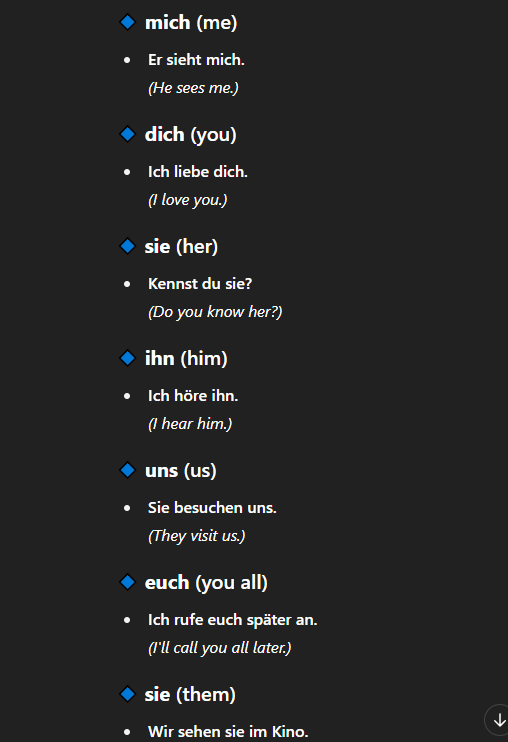 mich (me)
Er sieht mich.
(He sees me.)
dich (you)
Ich liebe dich.
(I love you.)
sie (her)
Kennst du sie?
(Do you know her?)
ihn (him)
Ich höre ihn.
(I hear him.)
uns (us)
Sie besuchen uns.
(They visit us.)
euch (you all)
Ich rufe euch später an.
(I'll call you all later.)
sie (them)
Wir sehen sie im Kino.